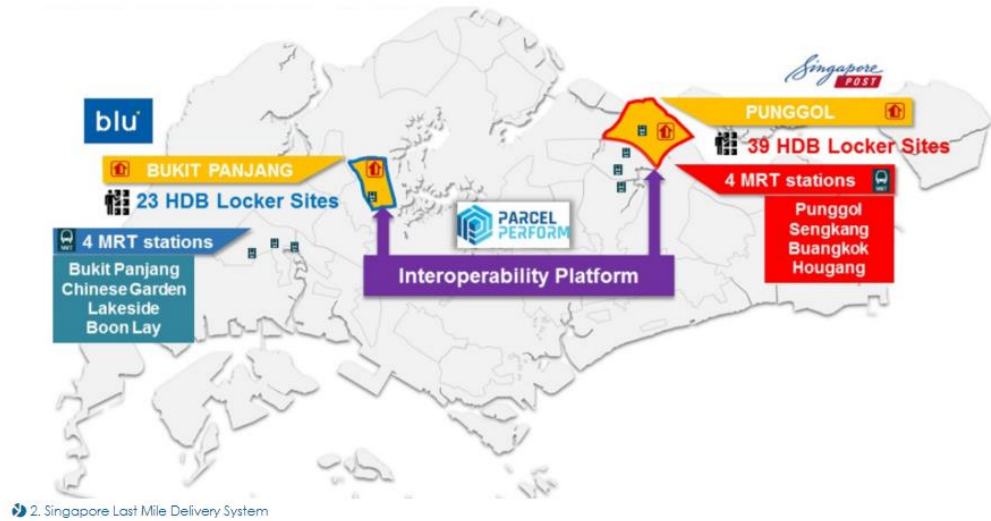 Singapore
POST
blu
PUNGGOL
39 HDB Locker Sites
BUKIT PANJANG
23 HDB Locker Sites
4 MRT stations
MRT
Punggol
Sengkang
Buangkok
Hougang
PARCEL
PERFORM
MRT
4 MRT stations
Bukit Panjang
Chinese Garden
Lakeside
Boon Lay
Interoperability Platform
2. Singapore Last Mile Delivery System